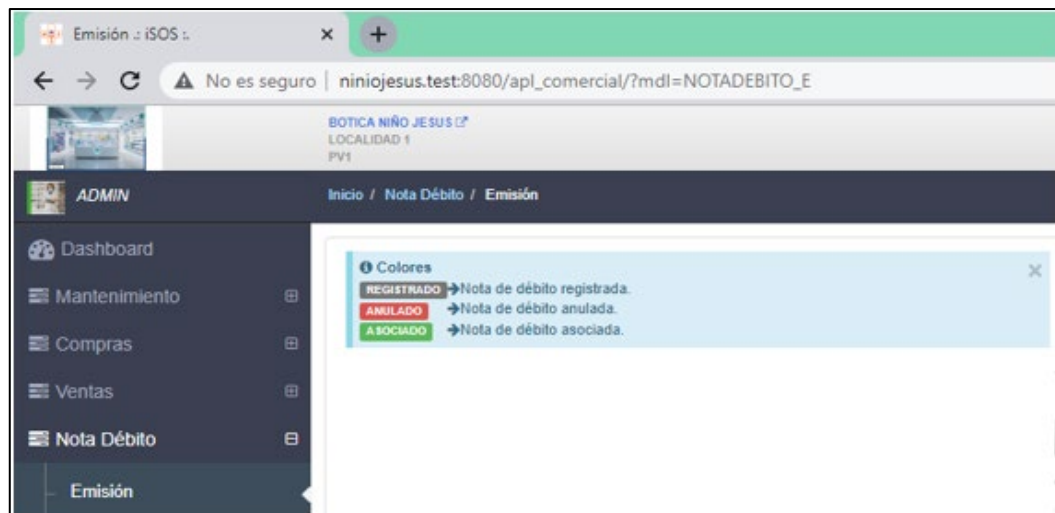 Emisión .: iSOS :.
No es seguro | niniojesus.test:8080/apl_comercial/?mdl=NOTADEBITO_E
BOTICA NIÑO JESUS
LOCALIDAD 1
PV1
ADMIN
Inicio / Nota Débito / Emisión
Dashboard
Mantenimiento
Compras
Ventas
Nota Débito
Emisión
Colores
REGISTRADO Nota de débito registrada.
ANULADO Nota de débito anulada.
ASOCIADO Nota de débito asociada.